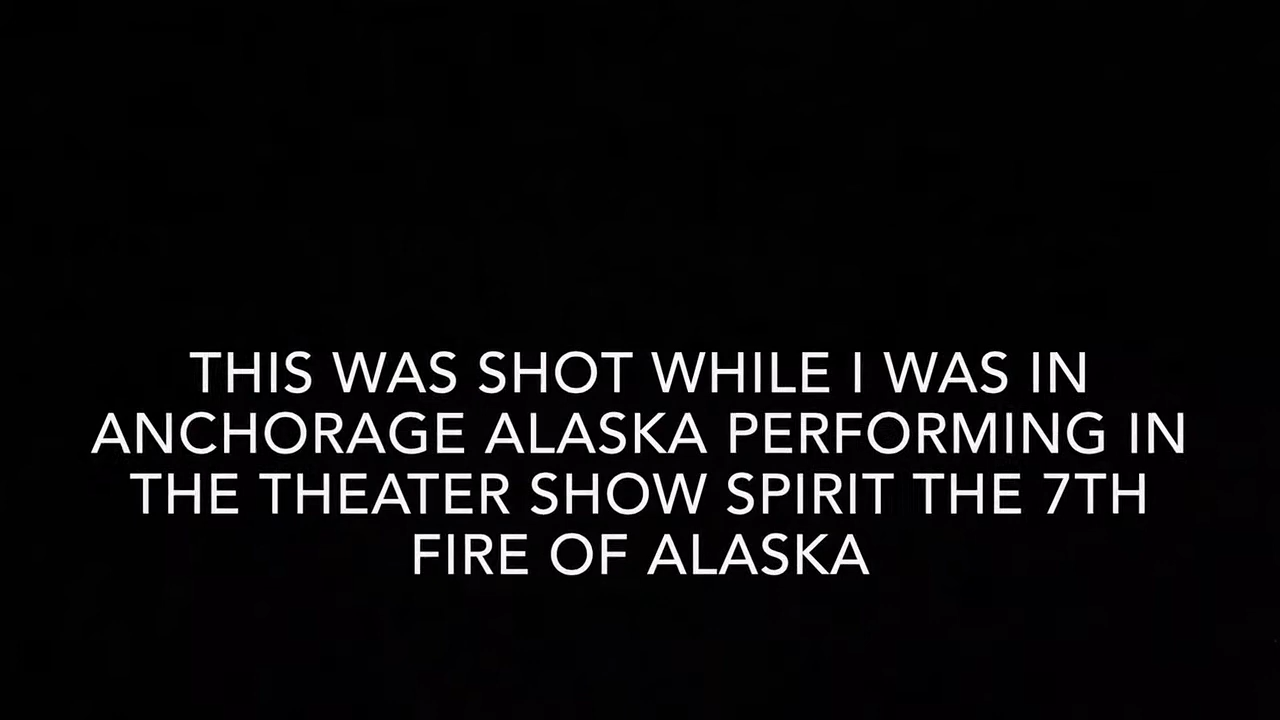 THIS WAS SHOT WHILE I WAS IN
ANCHORAGE ALASKA PERFORMING IN
THE THEATER SHOW SPIRIT THE 7TH
FIRE OF ALASKA